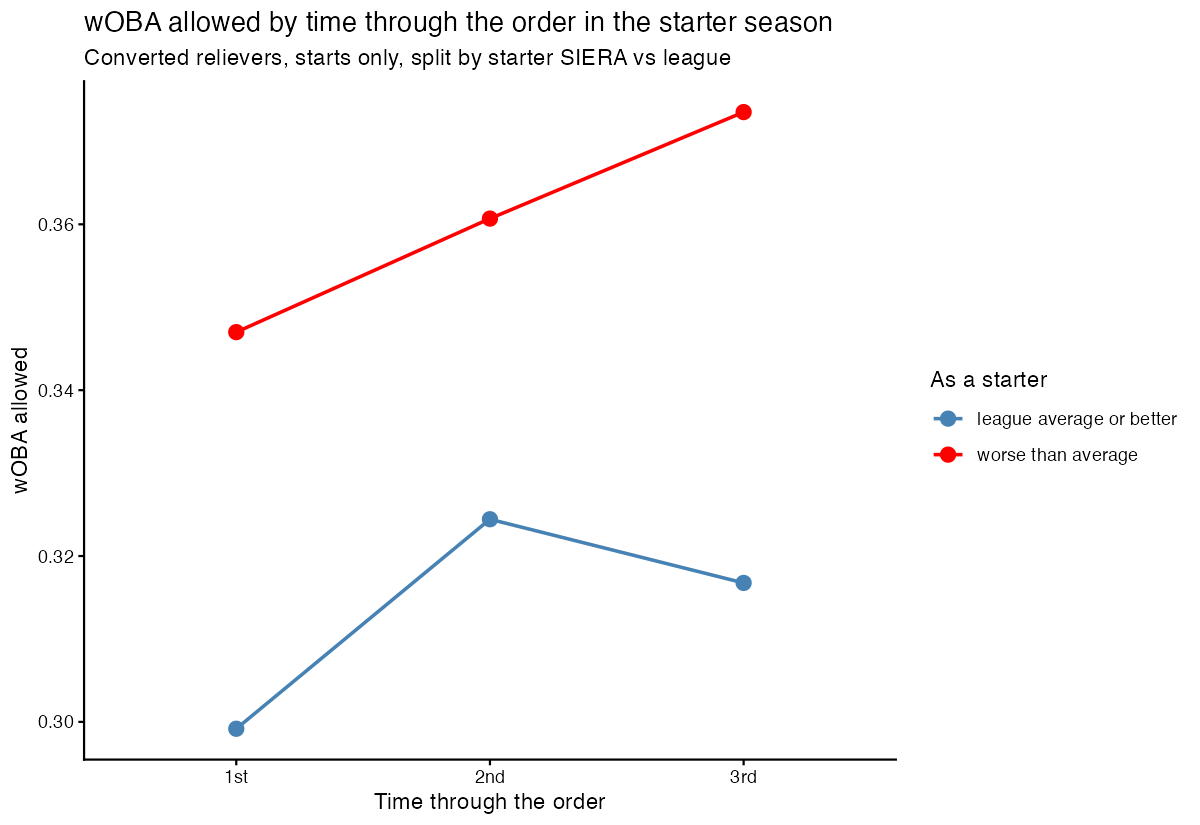 wOBA allowed by time through the order in the starter season
Converted relievers, starts only, split by starter SIERA vs league
wOBA allowed
0.36
0.34
0.32
0.30
1st
2nd
3rd
Time through the order
As a starter
league average or better
worse than average